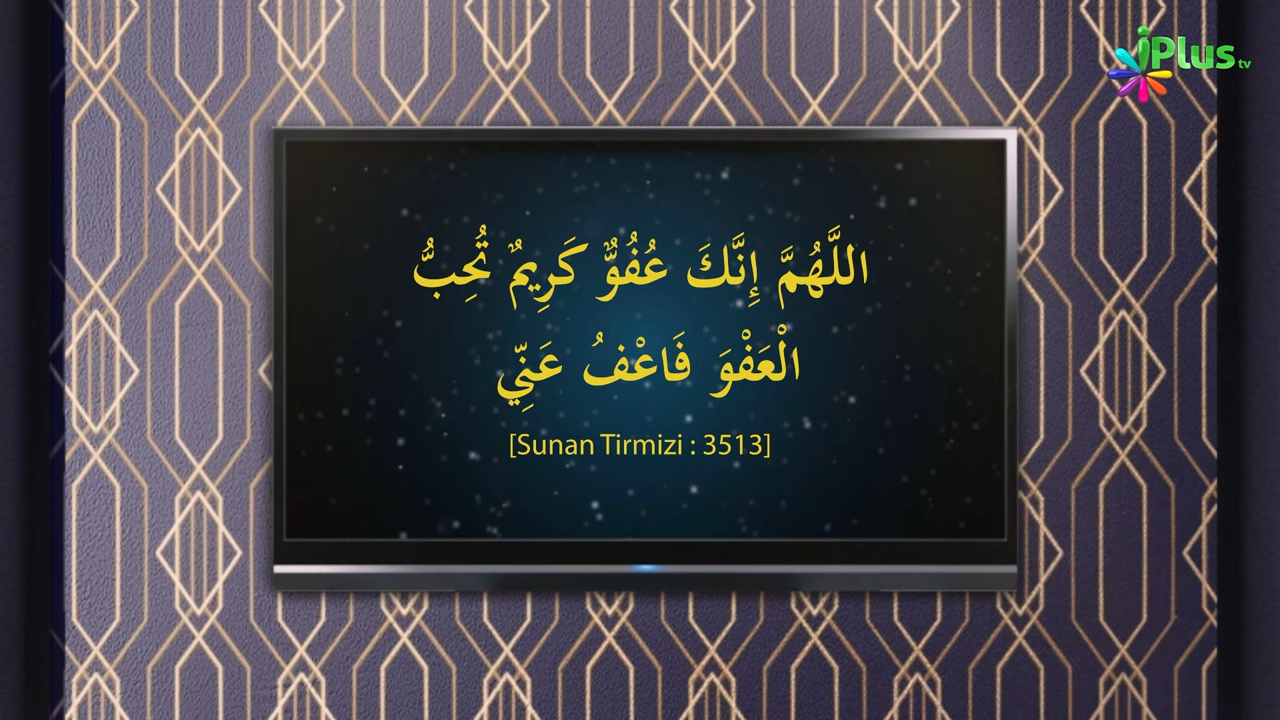 iPlus tv
اللَّهُمَّ إِنَّكَ عُفُوٌّ كَرِيمٌ تُحِبُّ
الْعَفْوَ فَاعْفُ عَنِّي
[Sunan Tirmizi : 3513]